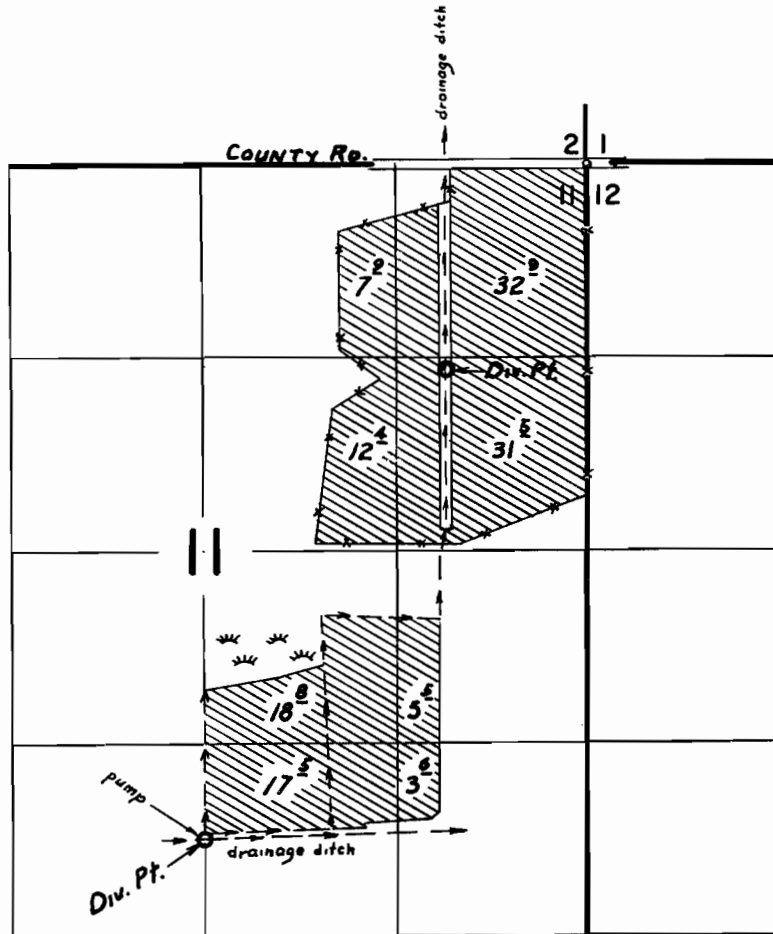 drainage ditch
COUNTY RD.
2 1
11 12
7 9
32 9
Div. Pt.
12 4
31 5
11
18 8
5 5
17 5
3 6
pump
drainage ditch
Div. Pt.